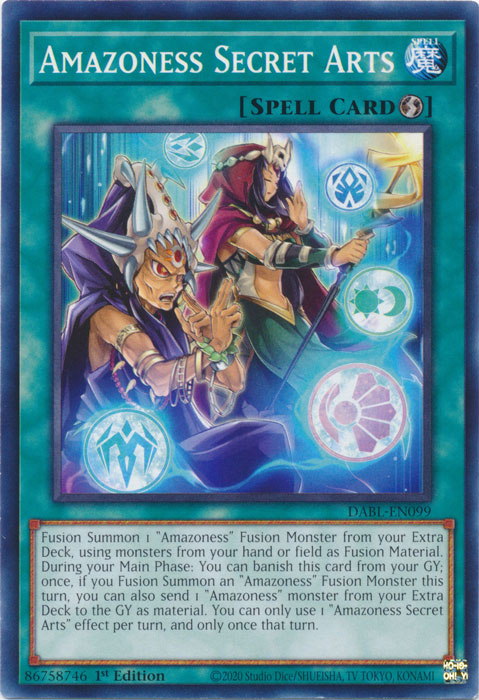 AMAZONESS SECRET ARTS
SPELL
魔
[SPELL CARD]
DABL-EN099
Fusion Summon 1 "Amazoness" Fusion Monster from your Extra
Deck, using monsters from your hand or field as Fusion Material.
During your Main Phase: You can banish this card from your GY;
once, if you Fusion Summon an "Amazoness" Fusion Monster this
turn, you can also send 1 "Amazoness" monster from your Extra
Deck to the GY as material. You can only use 1 "Amazoness Secret
Arts" effect per turn, and only once that turn.
86758746 1st Edition ©2020 Studio Dice/SHUEISHA, TV TOKYO, KONAMI